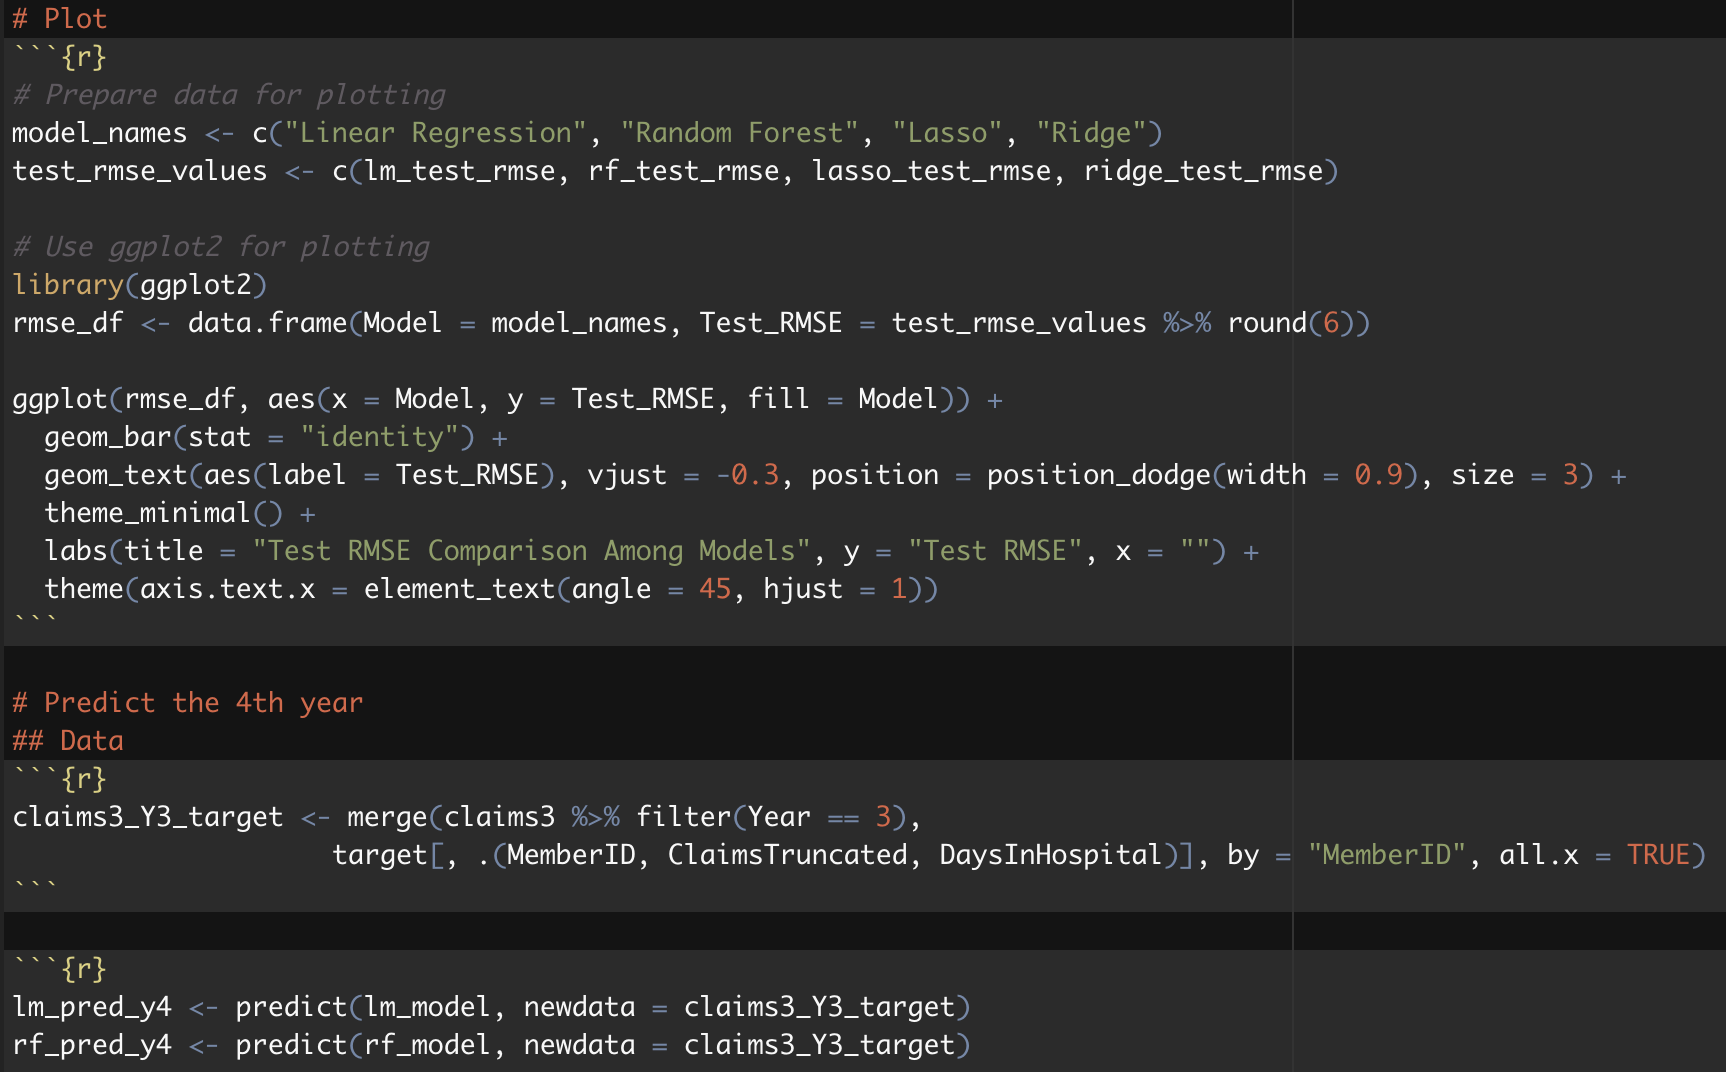 # Plot
```{r}
# Prepare data for plotting
model_names <- c("Linear Regression", "Random Forest", "Lasso", "Ridge")
test_rmse_values <- c(lm_test_rmse, rf_test_rmse, lasso_test_rmse, ridge_test_rmse)

# Use ggplot2 for plotting
library(ggplot2)
rmse_df <- data.frame(Model = model_names, Test_RMSE = test_rmse_values %>% round(6))

ggplot(rmse_df, aes(x = Model, y = Test_RMSE, fill = Model)) +
  geom_bar(stat = "identity") +
  geom_text(aes(label = Test_RMSE), vjust = -0.3, position = position_dodge(width = 0.9), size = 3) +
  theme_minimal() +
  labs(title = "Test RMSE Comparison Among Models", y = "Test RMSE", x = "") +
  theme(axis.text.x = element_text(angle = 45, hjust = 1))
```

# Predict the 4th year
## Data
```{r}
claims3_Y3_target <- merge(claims3 %>% filter(Year == 3),
                    target[, .(MemberID, ClaimsTruncated, DaysInHospital)], by = "MemberID", all.x = TRUE)
```

```{r}
lm_pred_y4 <- predict(lm_model, newdata = claims3_Y3_target)
rf_pred_y4 <- predict(rf_model, newdata = claims3_Y3_target)